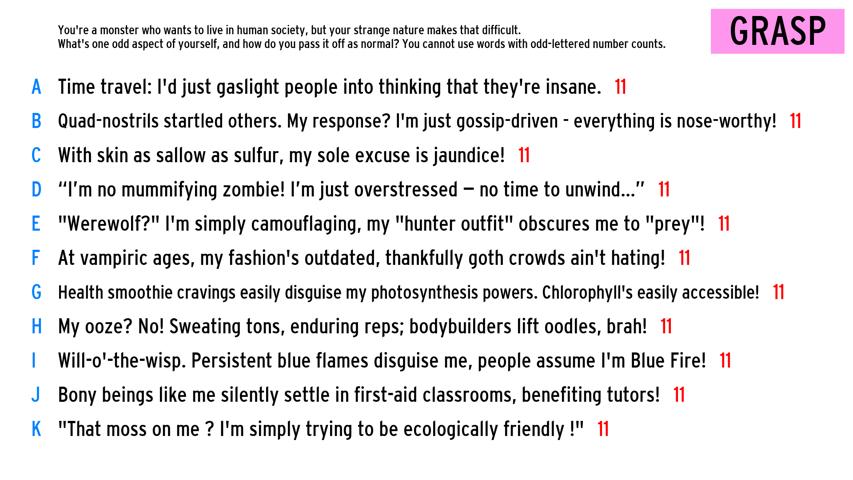 You're a monster who wants to live in human society, but your strange nature makes that difficult.
What's one odd aspect of yourself, and how do you pass it off as normal? You cannot use words with odd-lettered number counts.
GRASP
A Time travel: I'd just gaslight people into thinking that they're insane. 11
B Quad-nostrils startled others. My response? I'm just gossip-driven - everything is nose-worthy! 11
C With skin as sallow as sulfur, my sole excuse is jaundice! 11
D “I’m no mummifying zombie! I’m just overstressed – no time to unwind...” 11
E "Werewolf?" I'm simply camouflaging, my "hunter outfit" obscures me to "prey"! 11
F At vampiric ages, my fashion's outdated, thankfully goth crowds ain't hating! 11
G Health smoothie cravings easily disguise my photosynthesis powers. Chlorophyll's easily accessible! 11
H My ooze? No! Sweating tons, enduring reps; bodybuilders lift oodles, brah! 11
I Will-o'-the-wisp. Persistent blue flames disguise me, people assume I'm Blue Fire! 11
J Bony beings like me silently settle in first-aid classrooms, benefiting tutors! 11
K "That moss on me ? I'm simply trying to be ecologically friendly !" 11